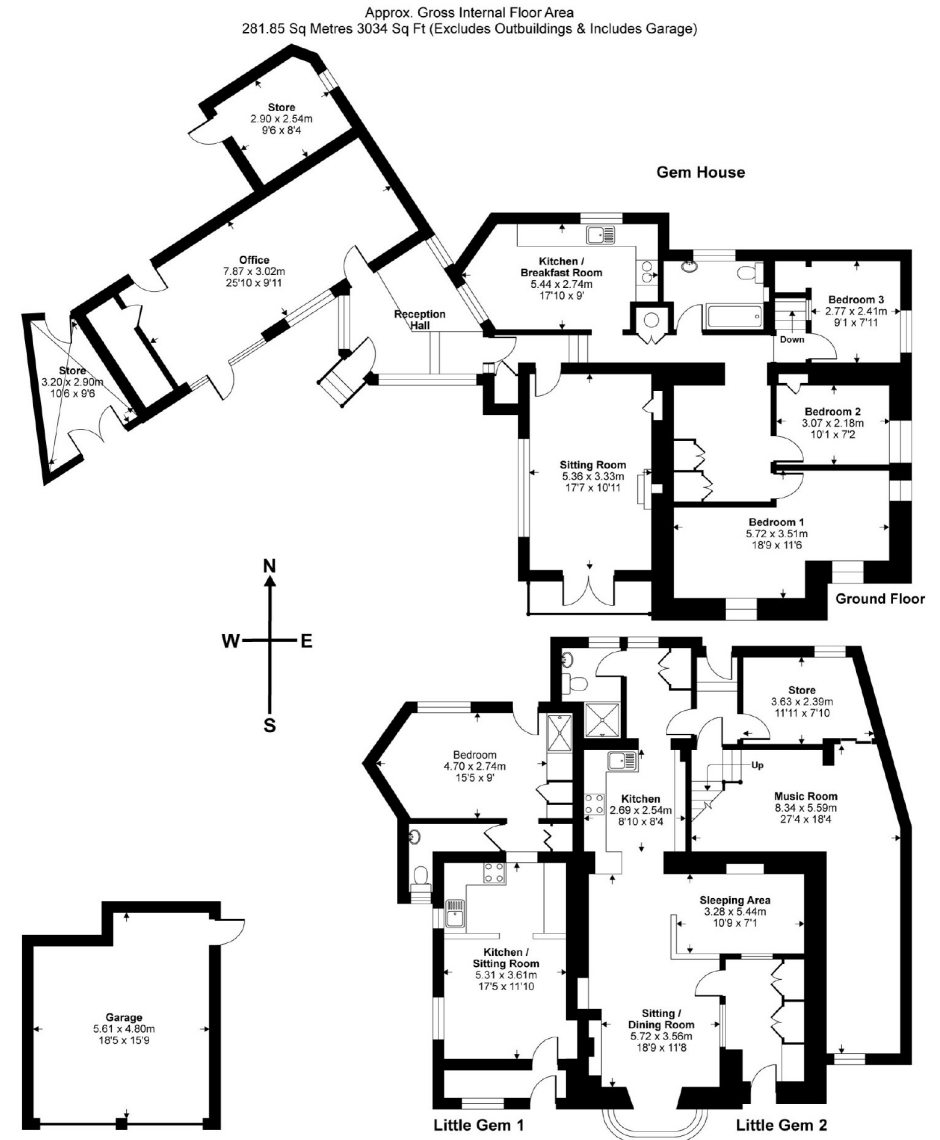 Approx. Gross Internal Floor Area
281.85 Sq Metres 3034 Sq Ft (Excludes Outbuildings & Includes Garage)
Store
2.90 x 2.54m
9'6 x 8'4
Gem House
Office
7.87 x 3.02m
25'10 x 9'11
Kitchen /
Breakfast Room
5.44 x 2.74m
17'10 x 9'
Reception
Hall
Bedroom 3
2.77 x 2.41m
9'1 x 7'11
Down
Store
3.20 x 2.90m
10'6 x 9'6
Bedroom 2
3.07 x 2.18m
10'1 x 7'2
Sitting Room
5.36 x 3.33m
17'7 x 10'11
Bedroom 1
5.72 x 3.51m
18'9 x 11'6
Ground Floor
N
W
E
S
Store
3.63 x 2.39m
11'11 x 7'10
Bedroom
4.70 x 2.74m
15'5 x 9'
Up
Kitchen
2.69 x 2.54m
8'10 x 8'4
Music Room
8.34 x 5.59m
27'4 x 18'4
Sleeping Area
3.28 x 5.44m
10'9 x 7'1
Kitchen /
Sitting Room
5.31 x 3.61m
17'5 x 11'10
Garage
5.61 x 4.80m
18'5 x 15'9
Sitting /
Dining Room
5.72 x 3.56m
18'9 x 11'8
Little Gem 1
Little Gem 2